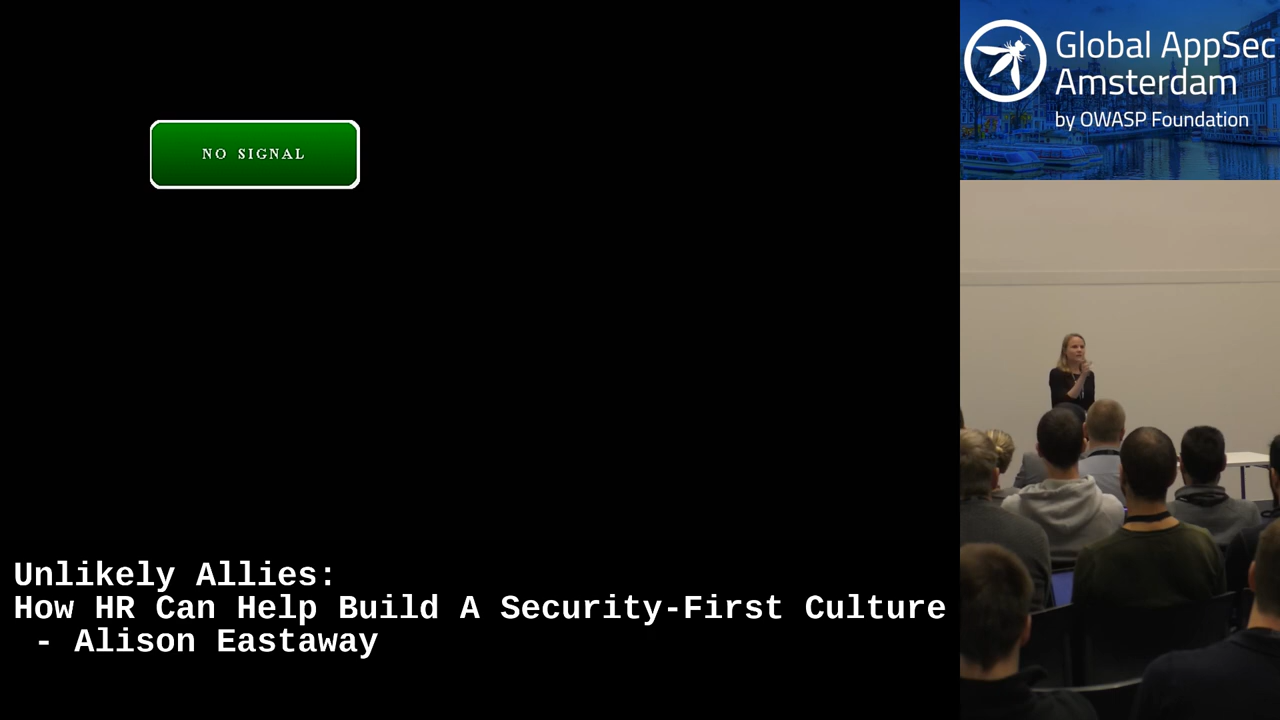 NO SIGNAL
Global AppSec
Amsterdam
by OWASP Foundation
Unlikely Allies:
How HR Can Help Build A Security-First Culture
- Alison Eastaway